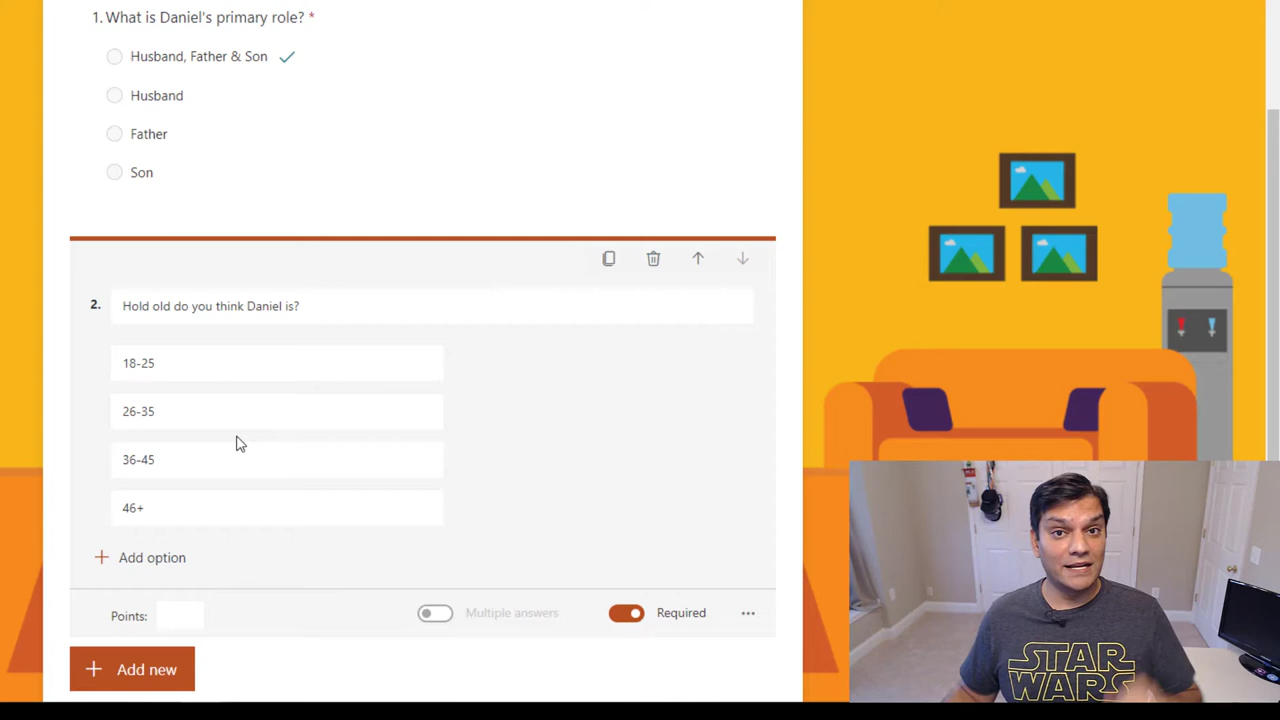 1. What is Daniel's primary role? *
Husband, Father & Son
Husband
Father
Son
2. Hold old do you think Daniel is?
18-25
26-35
36-45
46+
+ Add option
Points:
Multiple answers
Required
+ Add new
STAR
WARS